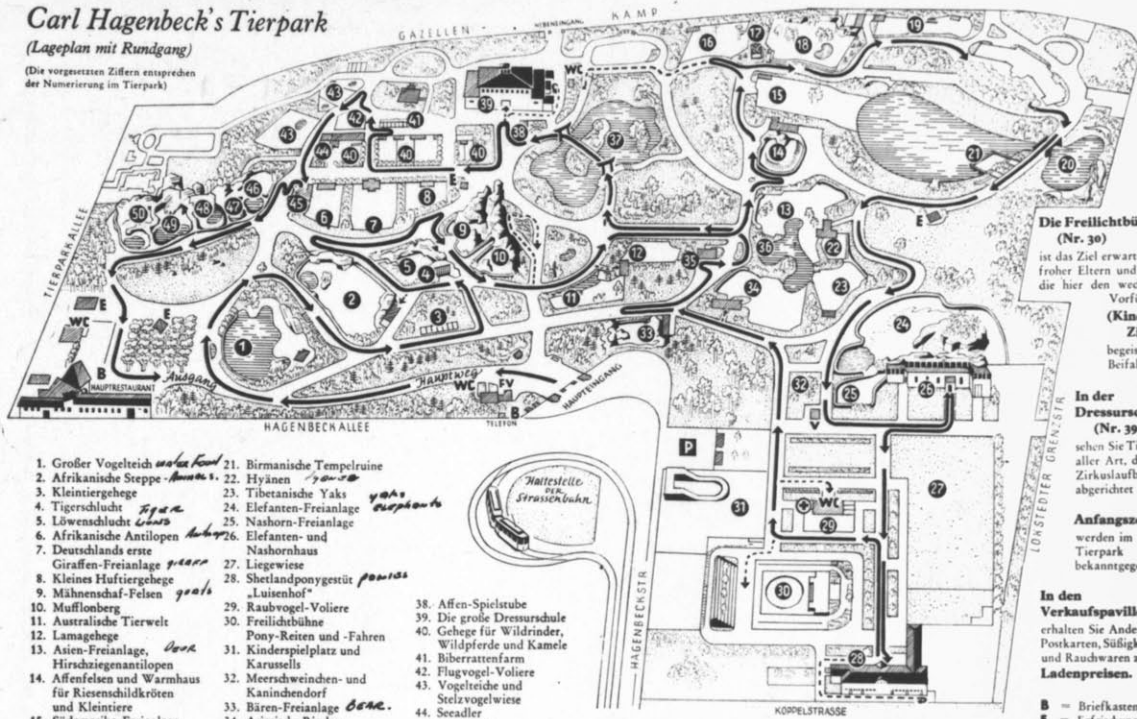 Carl Hagenbeck's Tierpark
(Lageplan mit Rundgang)
(Die vorgesetzten Ziffern entsprechen
der Numerierung im Tierpark)
GAZELLEN KAMP
NEBENEINGANG
TIERPARKALLEE
HAUPTRESTAURANT
Ausgang
Hauptweg
HAUPTEINGANG
TELEFON
HAGENBECKALLEE
WC
WC
WC
WC
E
E
E
E
B
B
FV
V
P
Haltestelle
DER
Strassenbahn
HAGENBECKSTR
KOPPELSTRASSE
LOKSTEDTER GRENZSTR
1. Großer Vogelteich
2. Afrikanische Steppe
3. Kleintiergehege
4. Tigerschlucht Tiger
5. Löwenschlucht Lions
6. Afrikanische Antilopen
7. Deutschlands erste
Giraffen-Freianlage
8. Kleines Huftiergehege
9. Mähnenschaf-Felsen goats
10. Mufflonberg
11. Australische Tierwelt
12. Lamagehege
13. Asien-Freianlage, Deer
Hirschziegenantilopen
14. Affenfelsen und Warmhaus
für Riesenschildkröten
und Kleintiere
21. Birmanische Tempelruine
22. Hyänen
23. Tibetanische Yaks yaks
24. Elefanten-Freianlage elephants
25. Nashorn-Freianlage
26. Elefanten- und
Nashornhaus
27. Liegewiese
28. Shetlandponygestüt ponies
„Luisenhof"
29. Raubvogel-Voliere
30. Freilichtbühne
Pony-Reiten und -Fahren
31. Kinderspielplatz und
Karussells
32. Meerschweinchen- und
Kaninchendorf
33. Bären-Freianlage Bear.
38. Affen-Spielstube
39. Die große Dressurschule
40. Gehege für Wildrinder,
Wildpferde und Kamele
41. Biberrattenfarm
42. Flugvogel-Voliere
43. Vogelteiche und
Stelzvogelwiese
44. Seeadler
Die Freilichtbü
(Nr. 30)
ist das Ziel erwart
froher Eltern und
die hier den wec
Vorf
(Kin
Z
begein
Beifal
In der
Dressursc
(Nr. 39
sehen Sie Ti
aller Art, d
Zirkuslaufb
abgerichtet
Anfangsze
werden im
Tierpark
bekanntgeg
In den
Verkaufspavill
erhalten Sie Ande
Postkarten, Süßigk
und Rauchwaren z
Ladenpreisen.
B = Briefkasten